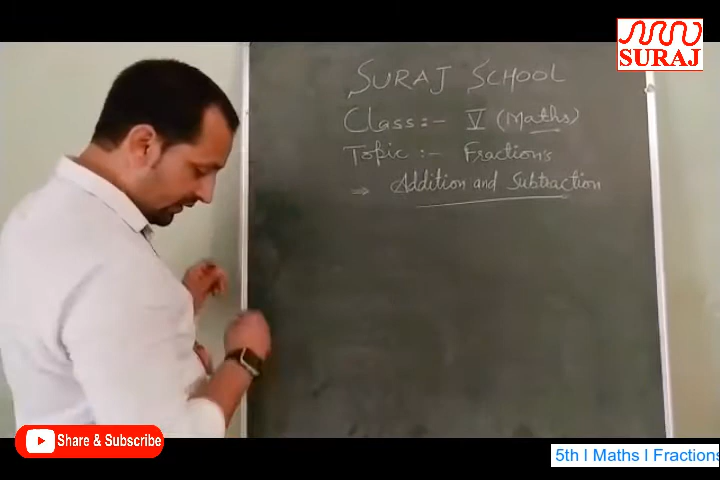 SURAJ
SURAJ SCHOOL
Class :- V (Maths)
Topic :- Fractions
⇒ Addition and Subtraction
Share & Subscribe
5th I Maths I Fractions